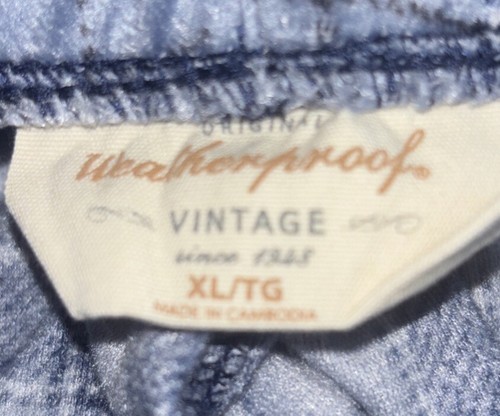 ORIGINAL
Weatherproof®
VINTAGE
since 1948
XL/TG
MADE IN CAMBODIA